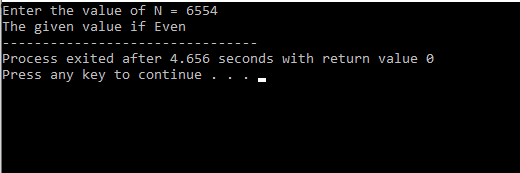 Enter the value of N = 6554
The given value if Even
--------------------------------
Process exited after 4.656 seconds with return value 0
Press any key to continue . . .